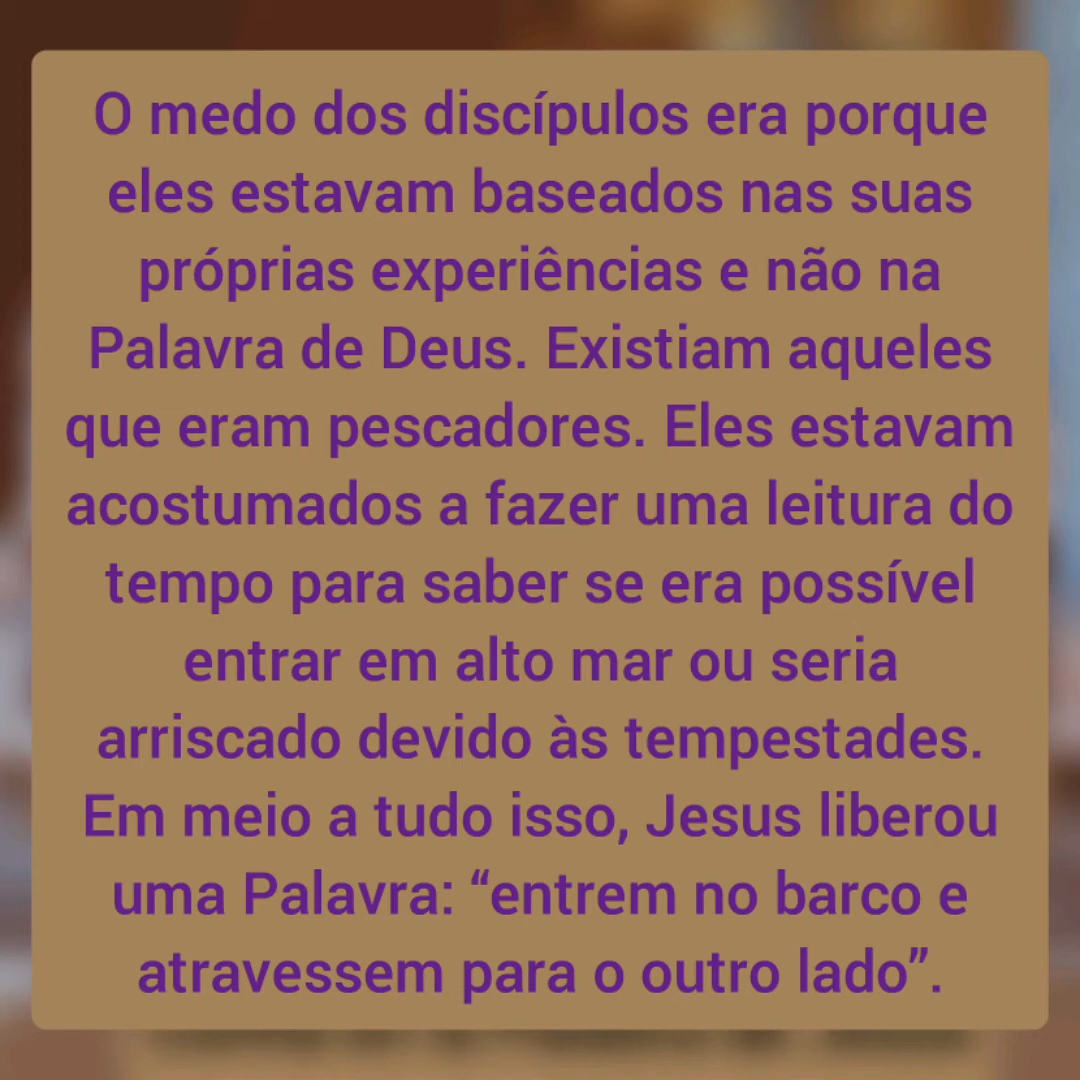 O medo dos discípulos era porque
eles estavam baseados nas suas
próprias experiências e não na
Palavra de Deus. Existiam aqueles
que eram pescadores. Eles estavam
acostumados a fazer uma leitura do
tempo para saber se era possível
entrar em alto mar ou seria
arriscado devido às tempestades.
Em meio a tudo isso, Jesus liberou
uma Palavra: “entrem no barco e
atravessem para o outro lado”.